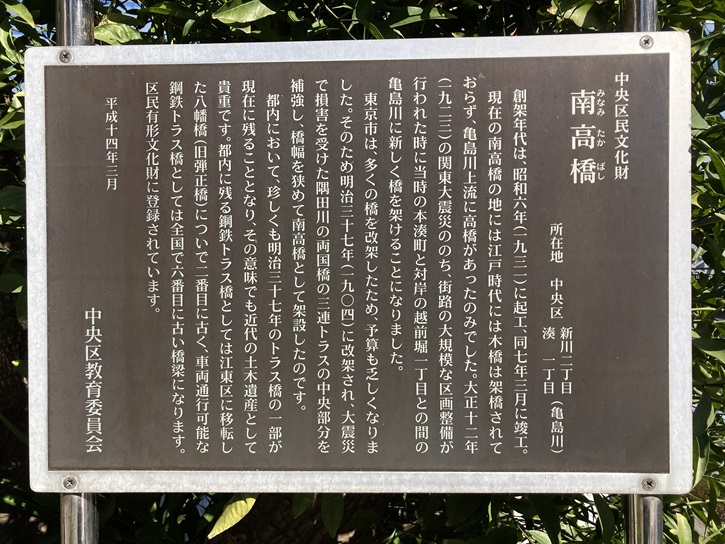 中央区民文化財
南高橋
みなみ たか ばし
所在地 中央区 新川二丁目
湊 一丁目(亀島川)
創架年代は、昭和六年(一九三一)に起工、同七年三月に竣工。
現在の南高橋の地には江戸時代には木橋は架橋されて
おらず、亀島川上流に高橋があったのみでした。大正十二年
(一九二三)の関東大震災ののち、街路の大規模な区画整備が
行われた時に当時の本湊町と対岸の越前堀一丁目との間の
亀島川に新しく橋を架けることになりました。
東京市は、多くの橋を改架したため、予算も乏しくなりま
した。そのため明治三十七年(一九〇四)に改架され、大震災
で損害を受けた隅田川の両国橋の三連トラスの中央部分を
補強し、橋幅を狭めて南高橋として架設したのです。
都内において、珍しくも明治三十七年のトラス橋の一部が
現在に残ることとなり、その意味でも近代の土木遺産として
貴重です。都内に残る鋼鉄トラス橋としては江東区に移転し
た八幡橋(旧弾正橋)についで二番目に古く、車両通行可能な
鋼鉄トラス橋としては全国で六番目に古い橋梁になります。
区民有形文化財に登録されています。
平成十四年三月
中央区教育委員会